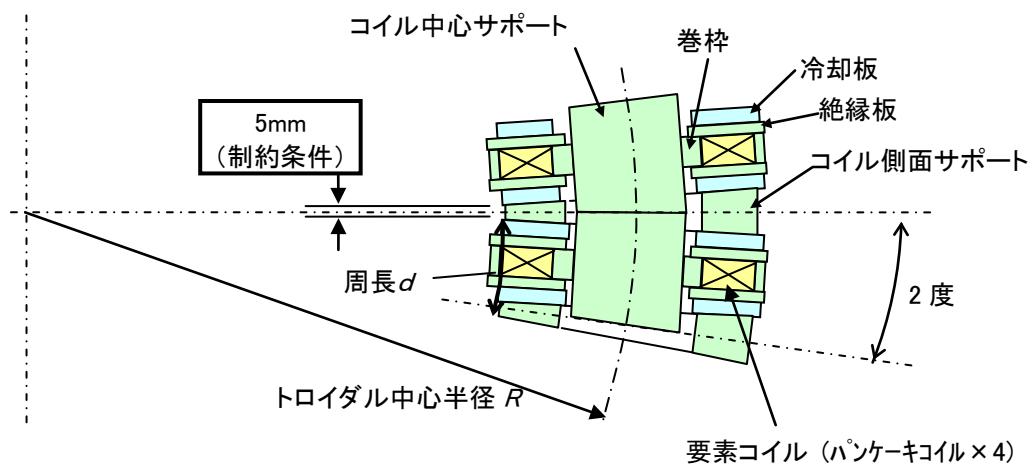 コイル中心サポート
巻枠
冷却板
絶縁板
5mm
（制約条件）
コイル側面サポート
周長d
2 度
トロイダル中心半径 R
要素コイル（パンケーキコイル×4）